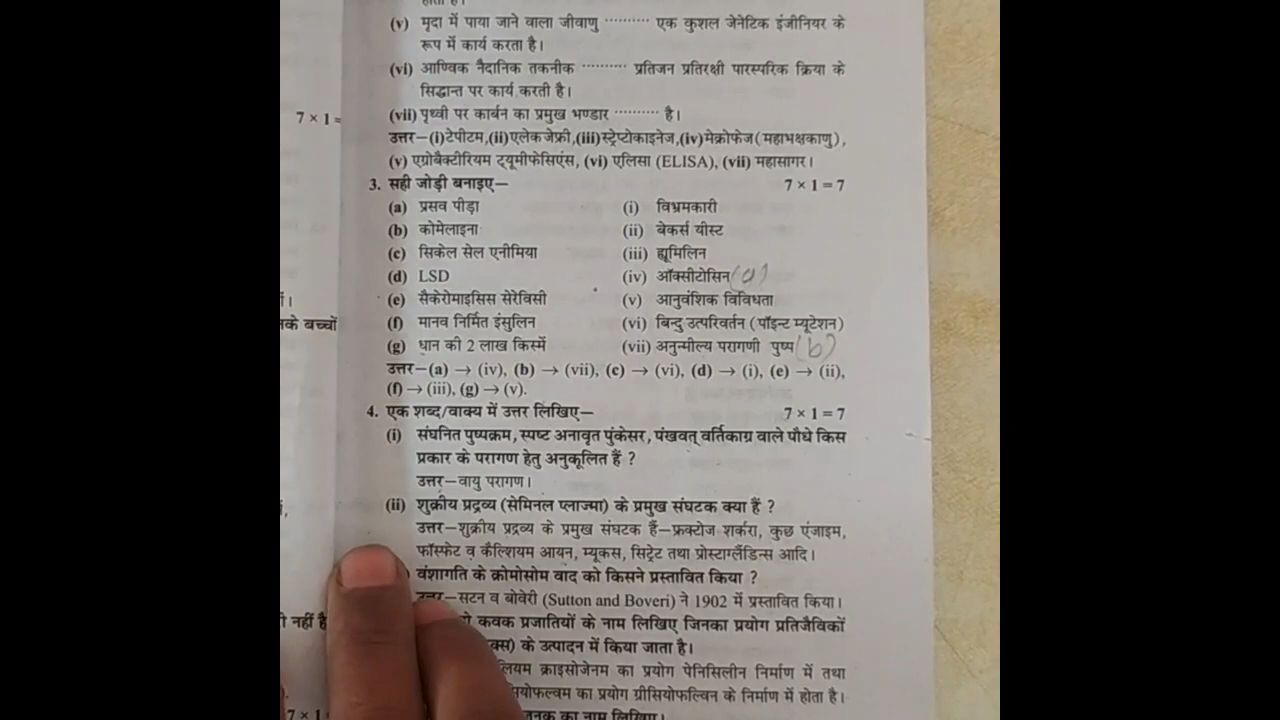 होता है।
(v) मृदा में पाया जाने वाला जीवाणु ·········· एक कुशल जेनेटिक इंजीनियर के
रूप में कार्य करता है।
(vi) आण्विक नैदानिक तकनीक ·········· प्रतिजन प्रतिरक्षी पारस्परिक क्रिया के
सिद्धान्त पर कार्य करती है।
7 × 1 =
(vii) पृथ्वी पर कार्बन का प्रमुख भण्डार ·········· है।
उत्तर–(i)टेपीटम,(ii)एलेकजेफ्री,(iii)स्ट्रेप्टोकाइनेज,(iv)मेक्रोफेज(महाभक्षकाणु),
(v) एग्रोबैक्टीरियम ट्यूमीफेसिएंस, (vi) एलिसा (ELISA), (vii) महासागर।
3. सही जोड़ी बनाइए– 7 × 1 = 7
(a) प्रसव पीड़ा (i) विभ्रमकारी
(b) कोमेलाइना (ii) बेकर्स यीस्ट
(c) सिकेल सेल एनीमिया (iii) ह्यूमिलिन
(d) LSD (iv) ऑक्सीटोसिन (a)
(e) सैकेरोमाइसिस सेरेविसी (v) आनुवंशिक विविधता
(f) मानव निर्मित इंसुलिन (vi) बिन्दु उत्परिवर्तन (पॉइन्ट म्यूटेशन)
के बच्चों
(g) धान की 2 लाख किस्में (vii) अनुन्मील्य परागणी पुष्प (b)
उत्तर–(a) → (iv), (b) → (vii), (c) → (vi), (d) → (i), (e) → (ii),
(f) → (iii), (g) → (v).
4. एक शब्द/वाक्य में उत्तर लिखिए– 7 × 1 = 7
(i) संघनित पुष्पक्रम, स्पष्ट अनावृत पुंकेसर, पंखवत् वर्तिकाग्र वाले पौधे किस
प्रकार के परागण हेतु अनुकूलित हैं ?
उत्तर–वायु परागण।
(ii) शुक्रीय प्रद्रव्य (सेमिनल प्लाज्मा) के प्रमुख संघटक क्या हैं ?
उत्तर–शुक्रीय प्रद्रव्य के प्रमुख संघटक हैं–फ्रक्टोज शर्करा, कुछ एंजाइम,
फॉस्फेट व कैल्शियम आयन, म्यूकस, सिट्रेट तथा प्रोस्टाग्लैंडिन्स आदि।
वंशागति के क्रोमोसोम वाद को किसने प्रस्तावित किया ?
उत्तर–सटन व बोवेरी (Sutton and Boveri) ने 1902 में प्रस्तावित किया।
नहीं है
कवक प्रजातियों के नाम लिखिए जिनका प्रयोग प्रतिजैविकों
के उत्पादन में किया जाता है।
क्राइसोजेनम का प्रयोग पेनिसिलीन निर्माण में तथा
का प्रयोग ग्रीसियोफल्विन के निर्माण में होता है।
7 × 1
का नाम लिखिए।